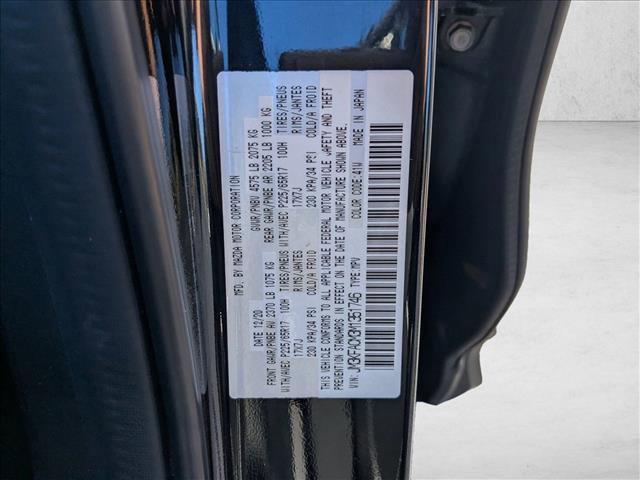 MFD. BY MAZDA MOTOR CORPORATION
DATE 12/20 GVWR/PNBV 4575 LB 2075 KG
FRONT GAWR/PNBE AV 2370 LB 1075 KG REAR GAWR/PNBE AR 2205 LB 1000 KG
WITH/AVEC P225/65R17 100H TIRES/PNEUS WITH/AVEC P225/65R17 100H TIRES/PNEUS
17X7J RIMS/JANTES 17X7J RIMS/JANTES
230 KPA/34 PSI COLD/A FROID 230 KPA/34 PSI COLD/A FROID
THIS VEHICLE CONFORMS TO ALL APPLICABLE FEDERAL MOTOR VEHICLE SAFETY AND THEFT
PREVENTION STANDARDS IN EFFECT ON THE DATE OF MANUFACTURE SHOWN ABOVE.
VIN: JM3KFACM3M1351746 TYPE:MPV COLOR CODE:41W MADE IN JAPAN